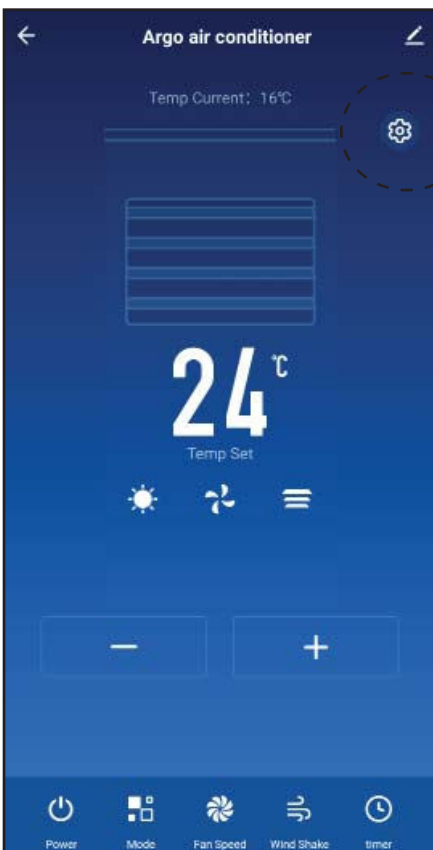 Argo air conditioner
Temp Current: 16℃
24 ℃
Temp Set
Power Mode Fan Speed Wind Shake timer